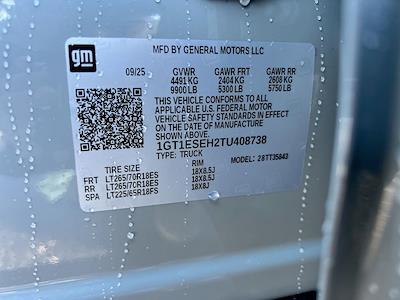 gm
MFD BY GENERAL MOTORS LLC
09/25 GVWR GAWR FRT GAWR RR
4491 KG 2404 KG 2608 KG
9900 LB 5300 LB 5750 LB
THIS VEHICLE CONFORMS TO ALL
APPLICABLE U.S. FEDERAL MOTOR
VEHICLE SAFETY STANDARDS IN EFFECT
ON THE DATE OF MANUFACTURE SHOWN ABOVE.
1GT1ESEH2TU408738
TYPE: TRUCK MODEL:
TIRE SIZE RIM
FRT LT265/70R18ES 18X8.5J
RR LT265/70R18ES 18X8.5J
SPA LT225/65R18FS 18X8J